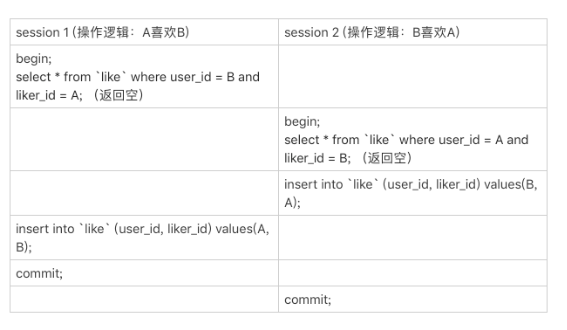 session 1 (操作逻辑：A喜欢B)
session 2 (操作逻辑：B喜欢A)
begin;
select * from `like` where user_id = B and
liker_id = A; （返回空）
begin;
select * from `like` where user_id = A and
liker_id = B; （返回空）
insert into `like` (user_id, liker_id) values(B,
A);
insert into `like` (user_id, liker_id) values(A,
B);
commit;
commit;